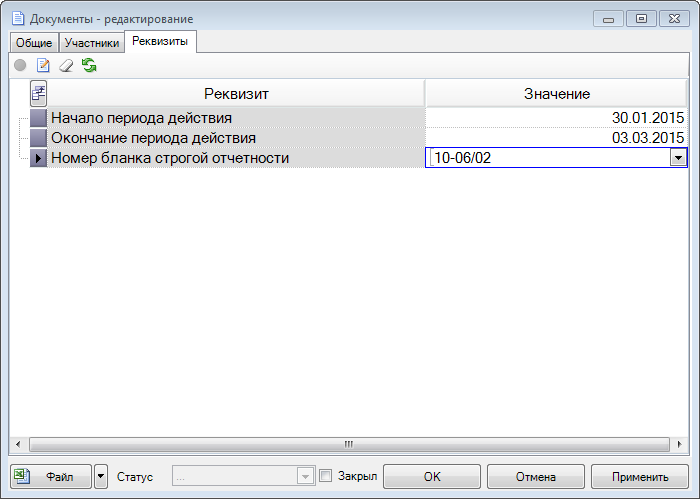 Документы - редактирование
Общие Участники Реквизиты
Реквизит Значение
Начало периода действия 30.01.2015
Окончание периода действия 03.03.2015
Номер бланка строгой отчетности 10-06/02
Файл Статус ... Закрыл OK Отмена Применить